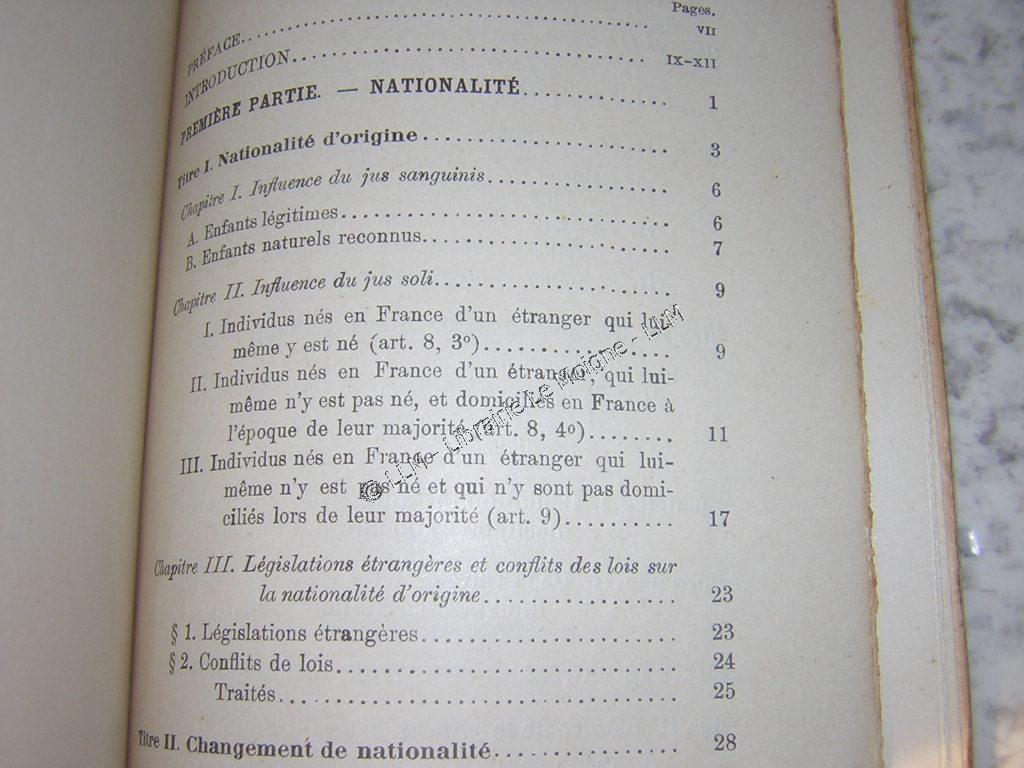 Pages.
PRÉFACE........................................ VII
INTRODUCTION................................ IX-XII
PREMIÈRE PARTIE. — NATIONALITÉ.............. 1
Titre I. Nationalité d'origine....................... 3
Chapitre I. Influence du jus sanguinis................. 6
A. Enfants légitimes............................... 6
B. Enfants naturels reconnus....................... 7
Chapitre II. Influence du jus soli...................... 9
I. Individus nés en France d'un étranger qui lui-
même y est né (art. 8, 3º).................. 9
II. Individus nés en France d'un étranger, qui lui-
même n'y est pas né, et domiciliés en France à
l'époque de leur majorité (art. 8, 4º)........ 11
III. Individus nés en France d'un étranger qui lui-
même n'y est pas né et qui n'y sont pas domi-
ciliés lors de leur majorité (art. 9).......... 17
Chapitre III. Législations étrangères et conflits des lois sur
la nationalité d'origine.................. 23
§ 1. Législations étrangères........................ 23
§ 2. Conflits de lois............................... 24
Traités................................... 25
Titre II. Changement de nationalité................ 28
© LLM - Librairie Le Moigne - LLM